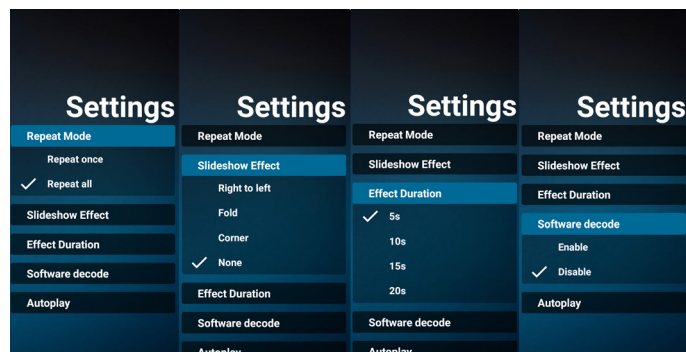 Settings
Repeat Mode
Repeat once
Repeat all
Slideshow Effect
Effect Duration
Software decode
Autoplay
Settings
Repeat Mode
Slideshow Effect
Right to left
Fold
Corner
None
Effect Duration
Software decode
Autoplay
Settings
Repeat Mode
Slideshow Effect
Effect Duration
5s
10s
15s
20s
Software decode
Autoplay
Settings
Repeat Mode
Slideshow Effect
Effect Duration
Software decode
Enable
Disable
Autoplay